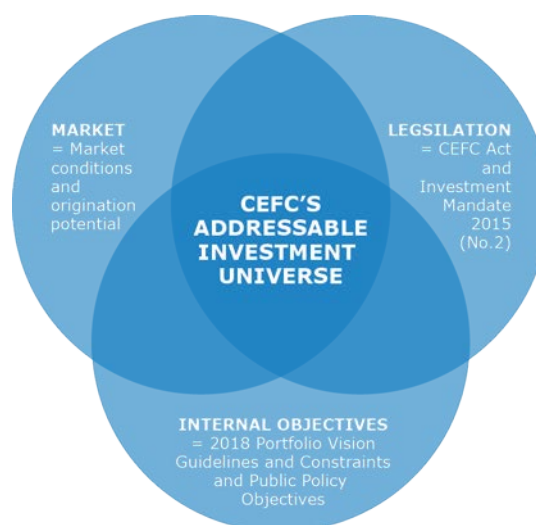 MARKET
= Market
conditions
and
origination
potential
LEGSILATION
= CEFC Act
and
Investment
Mandate
2015
(No.2)
CEFC'S
ADDRESSABLE
INVESTMENT
UNIVERSE
INTERNAL OBJECTIVES
= 2018 Portfolio Vision
Guidelines and Constraints
and Public Policy
Objectives